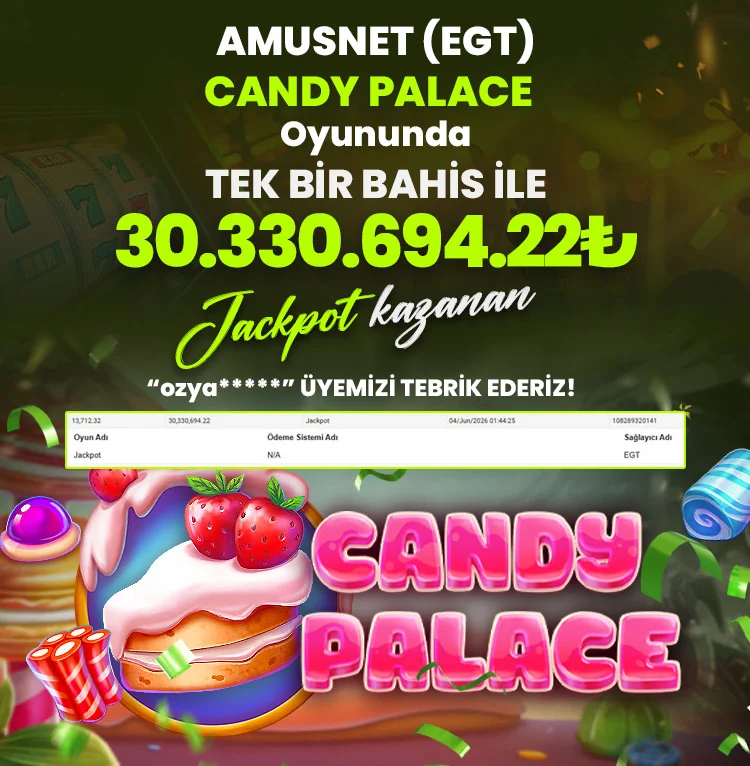 AMUSNET (EGT)
CANDY PALACE
Oyununda
TEK BİR BAHİS İLE
30.330.694.22₺
Jackpot kazanan
“ozya*****” ÜYEMİZİ TEBRİK EDERİZ!
13,712.32 30,330,694.22 Jackpot 04/Jun/2026 01:44:25 108289320141
Oyun Adı Ödeme Sistemi Adı Sağlayıcı Adı
Jackpot N/A EGT
CANDY
PALACE